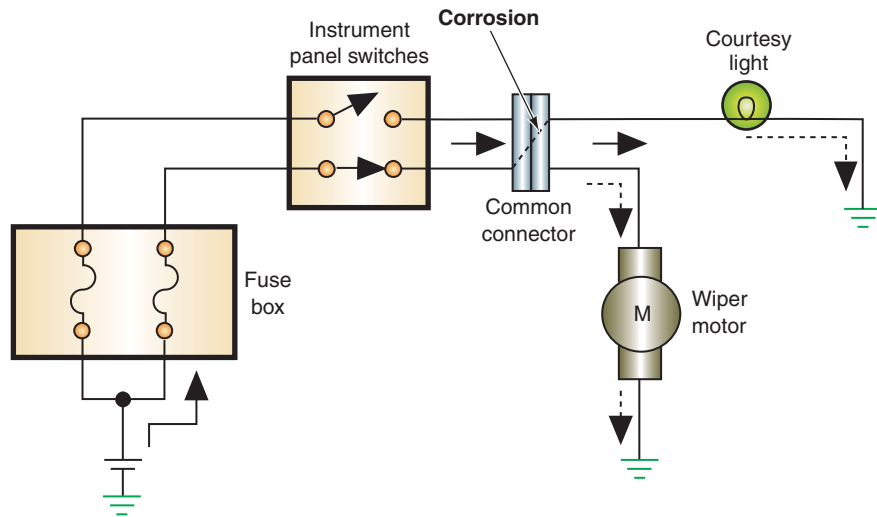 Corrosion
Instrument
panel switches
Courtesy
light
Common
connector
Fuse
box
M
Wiper
motor